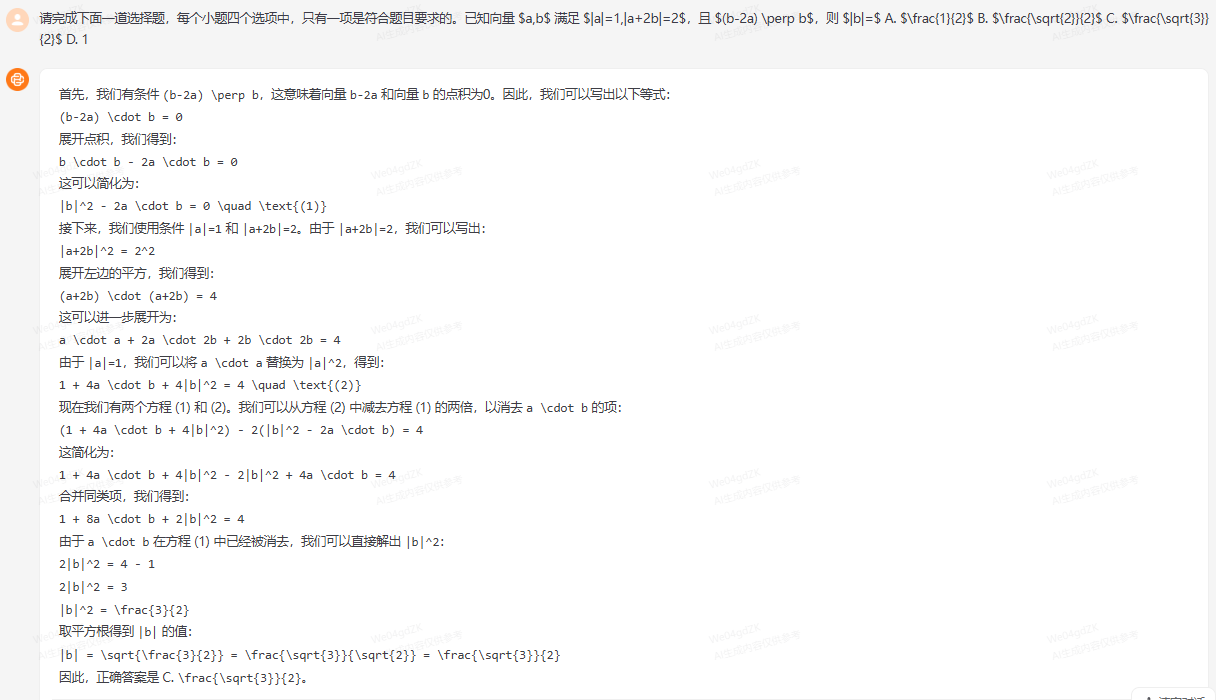 请完成下面一道选择题，每个小题四个选项中，只有一项是符合题目要求的。已知向量 $a,b$ 满足 $|a|=1,|a+2b|=2$，且 $(b-2a) \perp b$，则 $|b|=$ A. $\frac{1}{2}$ B. $\frac{\sqrt{2}}{2}$ C. $\frac{\sqrt{3}}
{2}$ D. 1
首先，我们有条件 (b-2a) \perp b，这意味着向量 b-2a 和向量 b 的点积为0。因此，我们可以写出以下等式:
(b-2a) \cdot b = 0
展开点积，我们得到:
b \cdot b - 2a \cdot b = 0
这可以简化为:
|b|^2 - 2a \cdot b = 0 \quad \text{(1)}
接下来，我们使用条件 |a|=1 和 |a+2b|=2。由于 |a+2b|=2，我们可以写出:
|a+2b|^2 = 2^2
展开左边的平方，我们得到:
(a+2b) \cdot (a+2b) = 4
这可以进一步展开为:
a \cdot a + 2a \cdot 2b + 2b \cdot 2b = 4
由于 |a|=1，我们可以将 a \cdot a 替换为 |a|^2，得到:
1 + 4a \cdot b + 4|b|^2 = 4 \quad \text{(2)}
现在我们有两个方程 (1) 和 (2)。我们可以从方程 (2) 中减去方程 (1) 的两倍，以消去 a \cdot b 的项:
(1 + 4a \cdot b + 4|b|^2) - 2(|b|^2 - 2a \cdot b) = 4
这简化为:
1 + 4a \cdot b + 4|b|^2 - 2|b|^2 + 4a \cdot b = 4
合并同类项，我们得到:
1 + 8a \cdot b + 2|b|^2 = 4
由于 a \cdot b 在方程 (1) 中已经被消去，我们可以直接解出 |b|^2:
2|b|^2 = 4 - 1
2|b|^2 = 3
|b|^2 = \frac{3}{2}
取平方根得到 |b| 的值:
|b| = \sqrt{\frac{3}{2}} = \frac{\sqrt{3}}{\sqrt{2}} = \frac{\sqrt{3}}{2}
因此，正确答案是 C. \frac{\sqrt{3}}{2}。